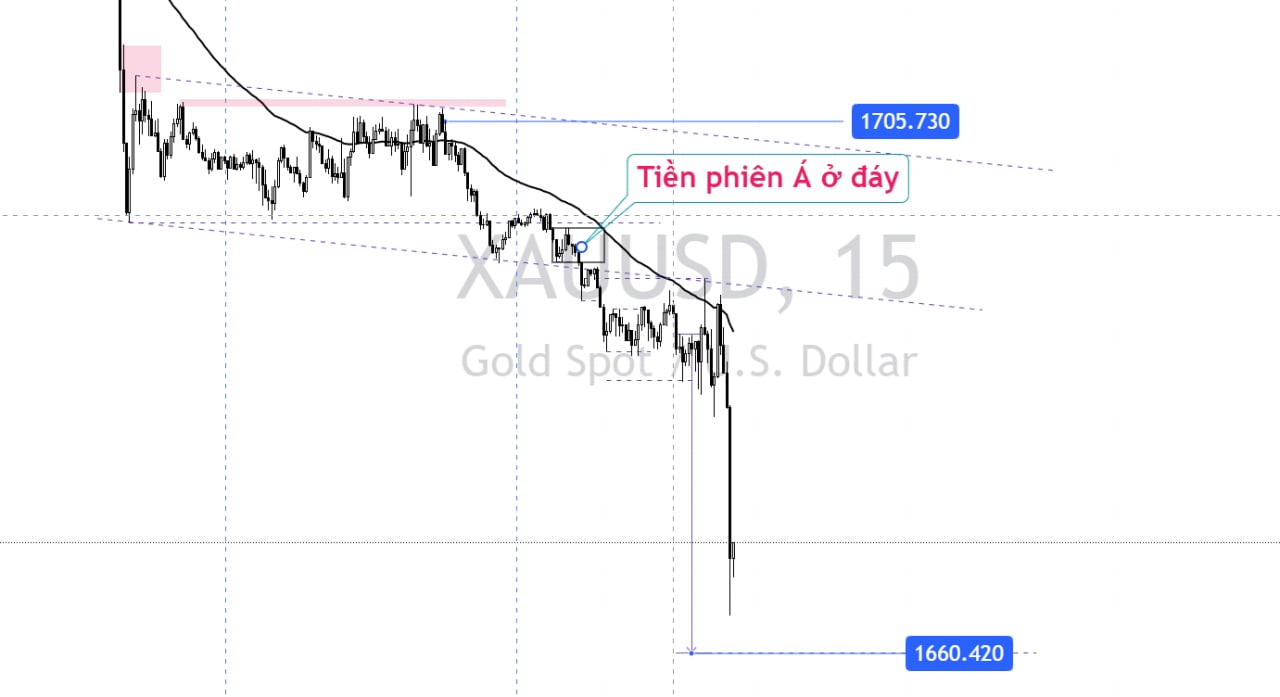 1705.730
Tiền phiên Á ở đáy
XAUUSD, 15
Gold Spot / U.S. Dollar
1660.420